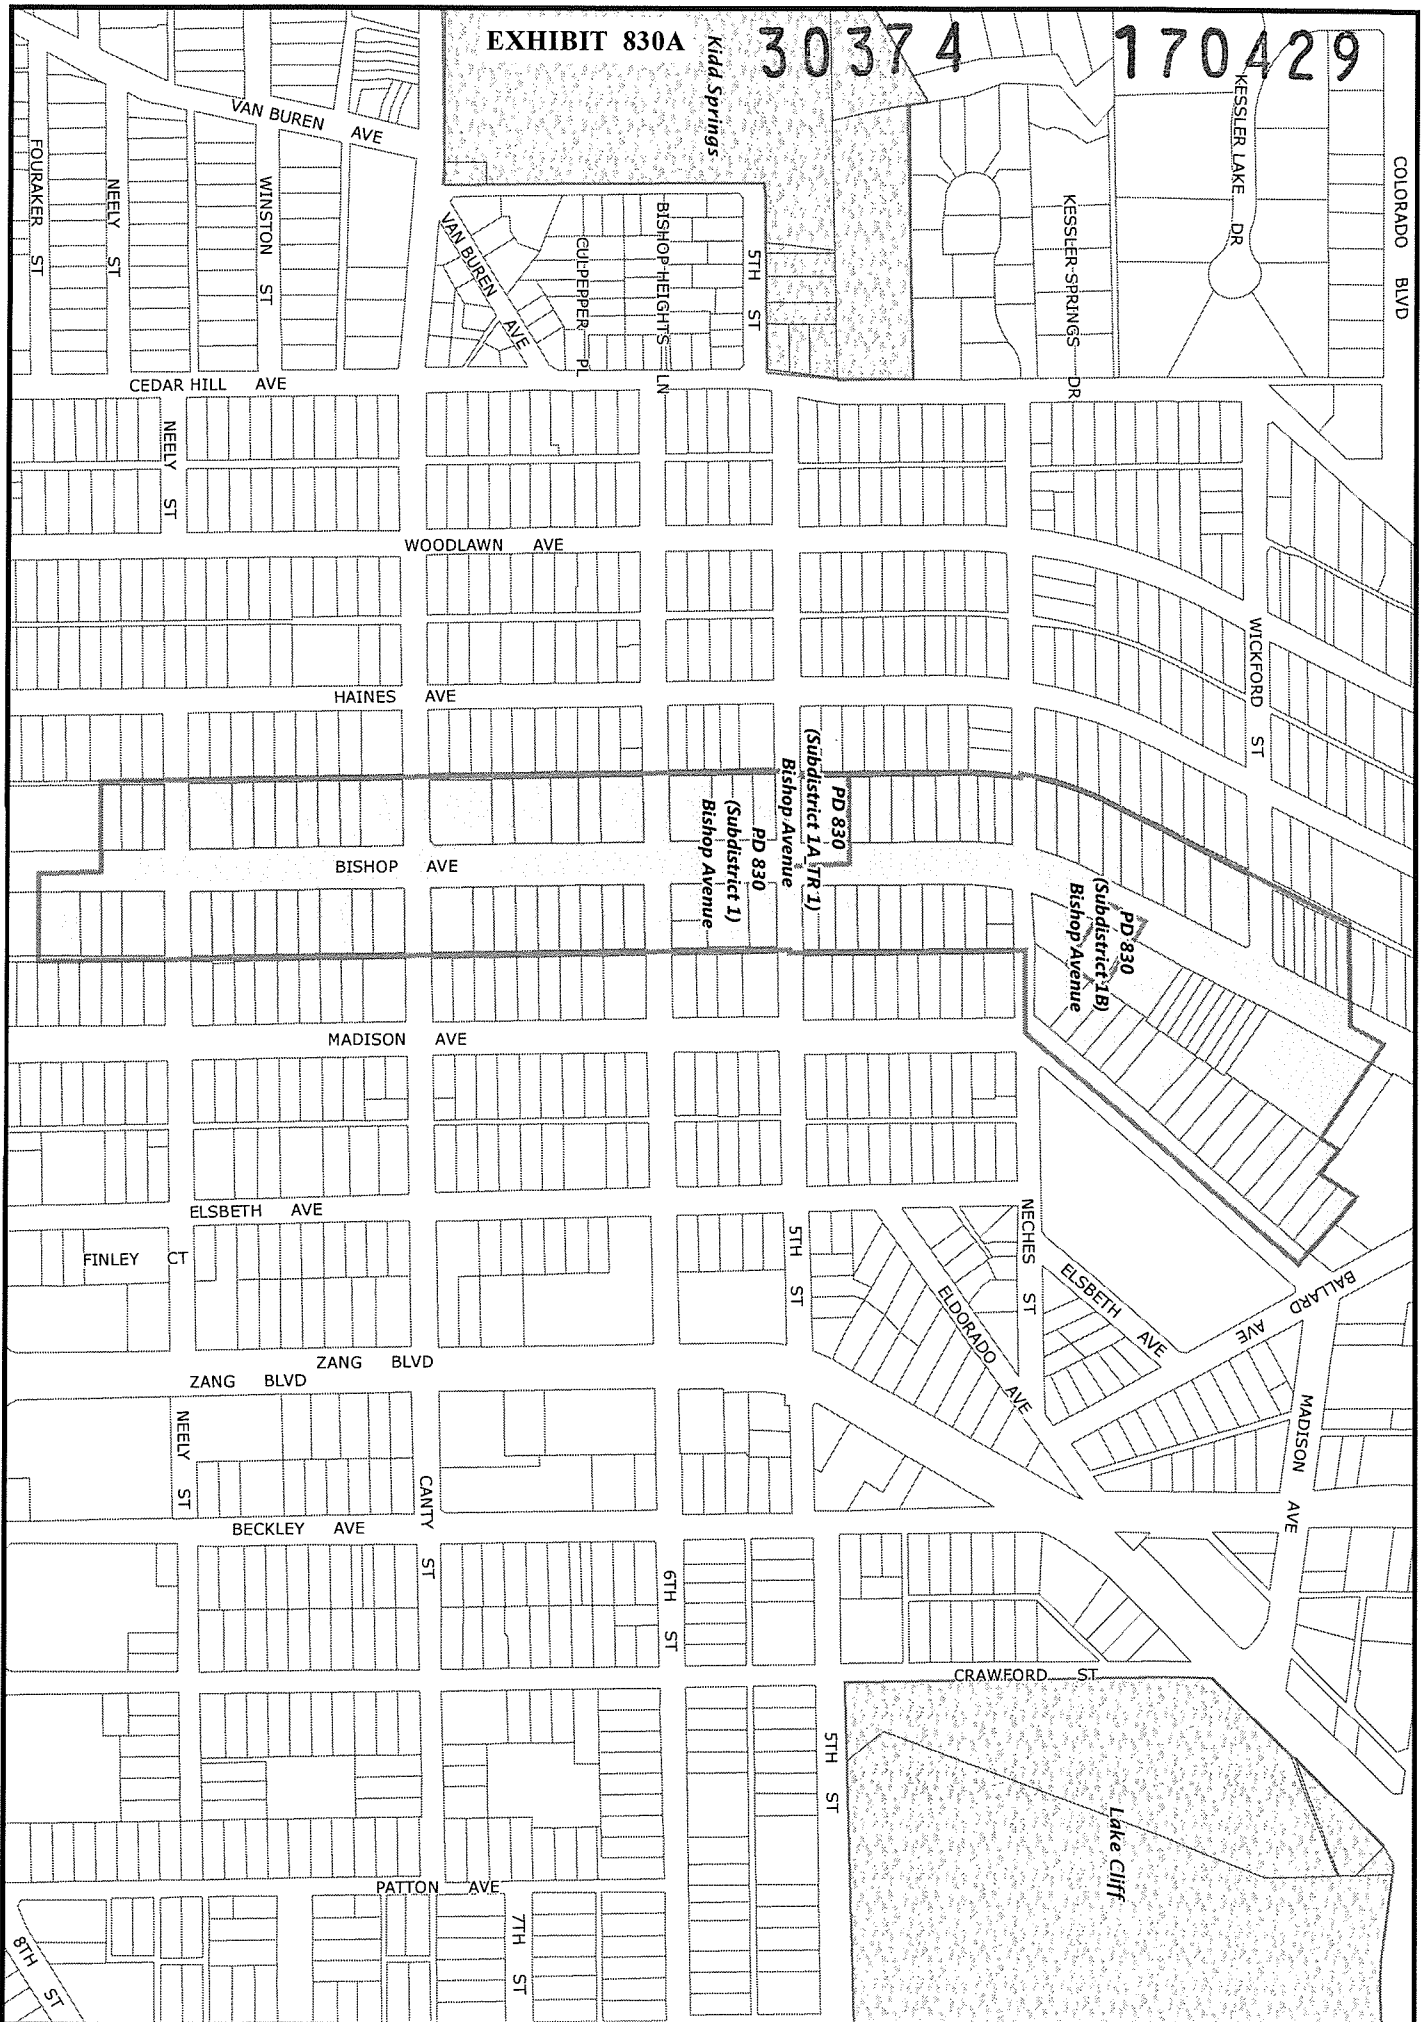 EXHIBIT 830A
30374
170429
Kidd Springs
KESSLER LAKE DR
COLORADO BLVD
VAN BUREN AVE
FOURAKER ST
NEELY ST
WINSTON ST
VAN BUREN AVE
CULPEPPER PL
BISHOP HEIGHTS LN
5TH ST
KESSLER SPRINGS DR
CEDAR HILL AVE
NEELY ST
WOODLAWN AVE
WICKFORD ST
HAINES AVE
PD 830
(Subdistrict 1A TR 1)
Bishop Avenue
PD 830
(Subdistrict 1)
Bishop Avenue
PD 830
(Subdistrict 1B)
Bishop Avenue
BISHOP AVE
MADISON AVE
ELSBETH AVE
FINLEY CT
5TH ST
NECHES ST
ELSBETH AVE
BALLARD AVE
ELDORADO AVE
ZANG BLVD
ZANG BLVD
NEELY ST
CANTY ST
MADISON AVE
BECKLEY AVE
6TH ST
CRAWFORD ST
5TH ST
Lake Cliff
PATTON AVE
7TH ST
8TH ST